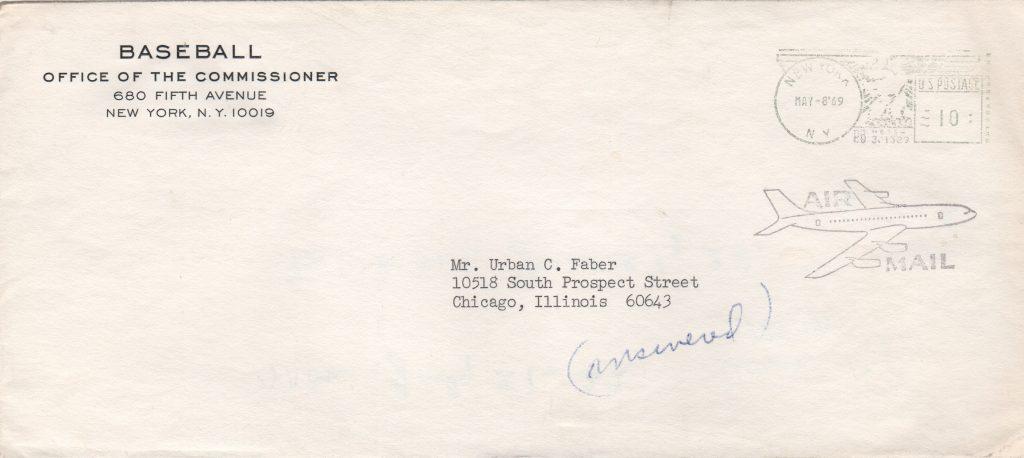 BASEBALL
OFFICE OF THE COMMISSIONER
680 FIFTH AVENUE
NEW YORK, N.Y. 10019
NEW YORK
MAY-8'69
N Y
U S POSTAGE
10
AIR
MAIL
Mr. Urban C. Faber
10518 South Prospect Street
Chicago, Illinois 60643
(answered)